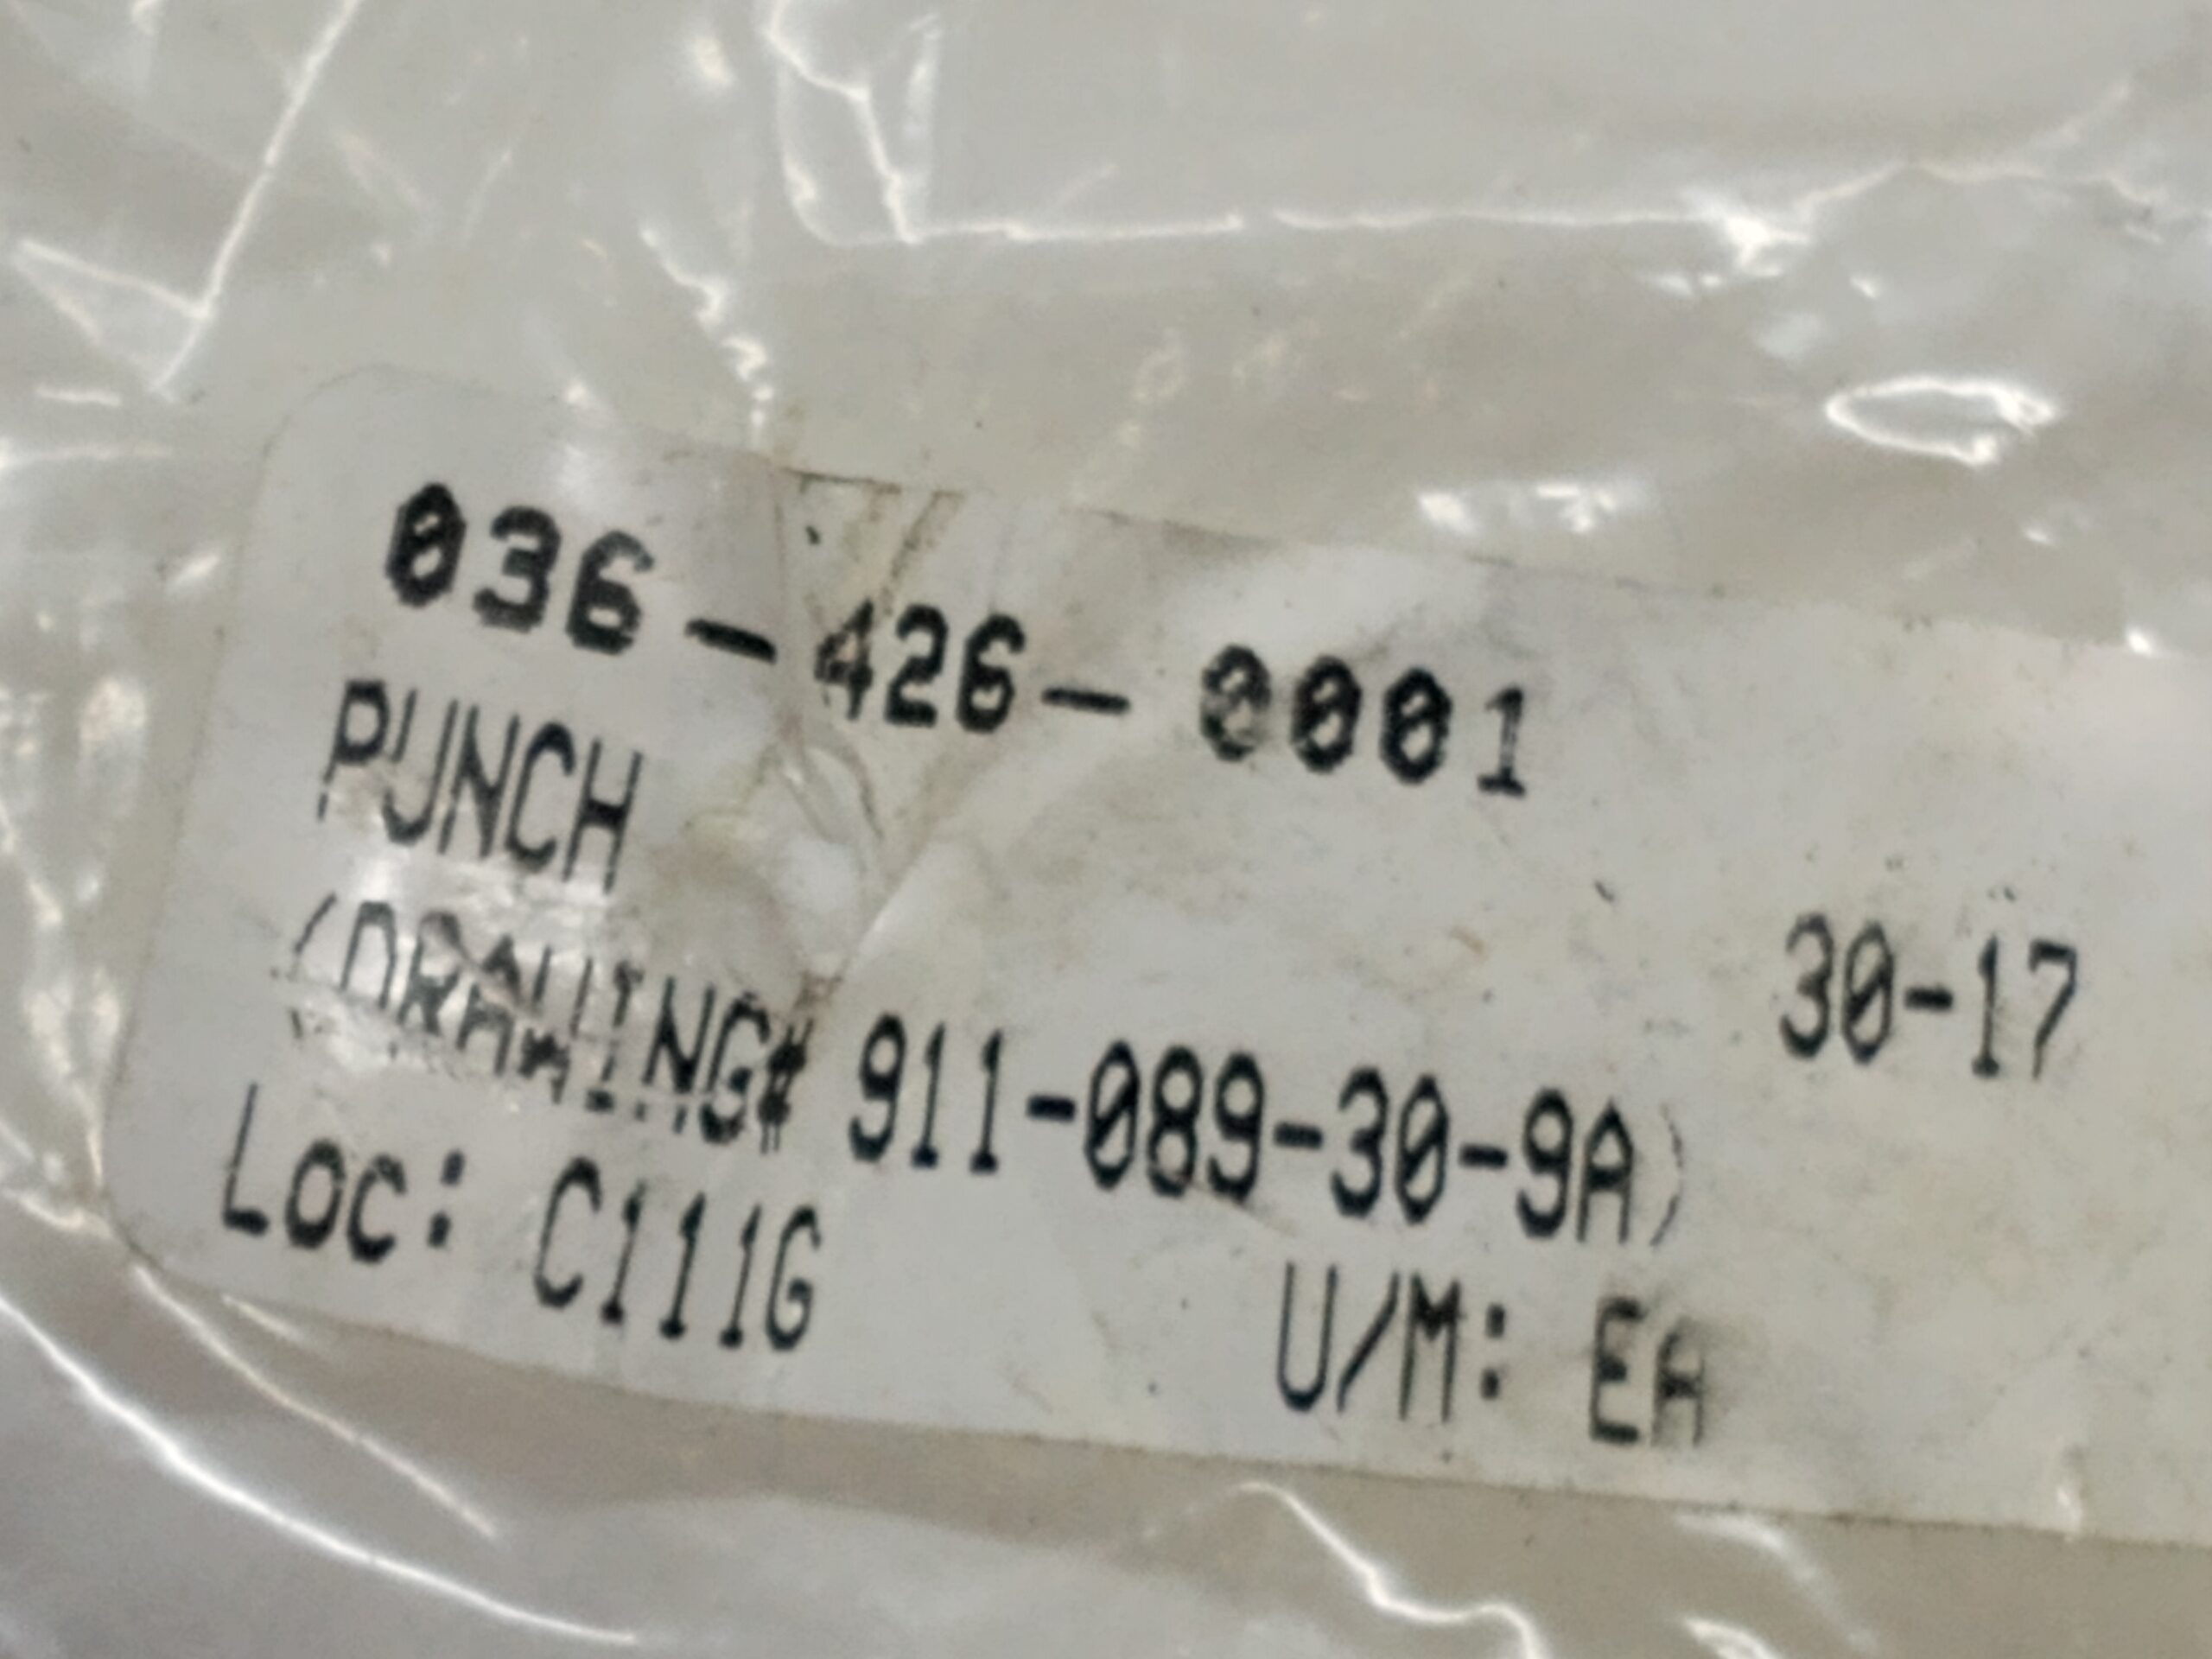 036-426-0001
PUNCH
30-17
(DRAWING# 911-089-30-9A)
Loc: C111G
U/M: EA